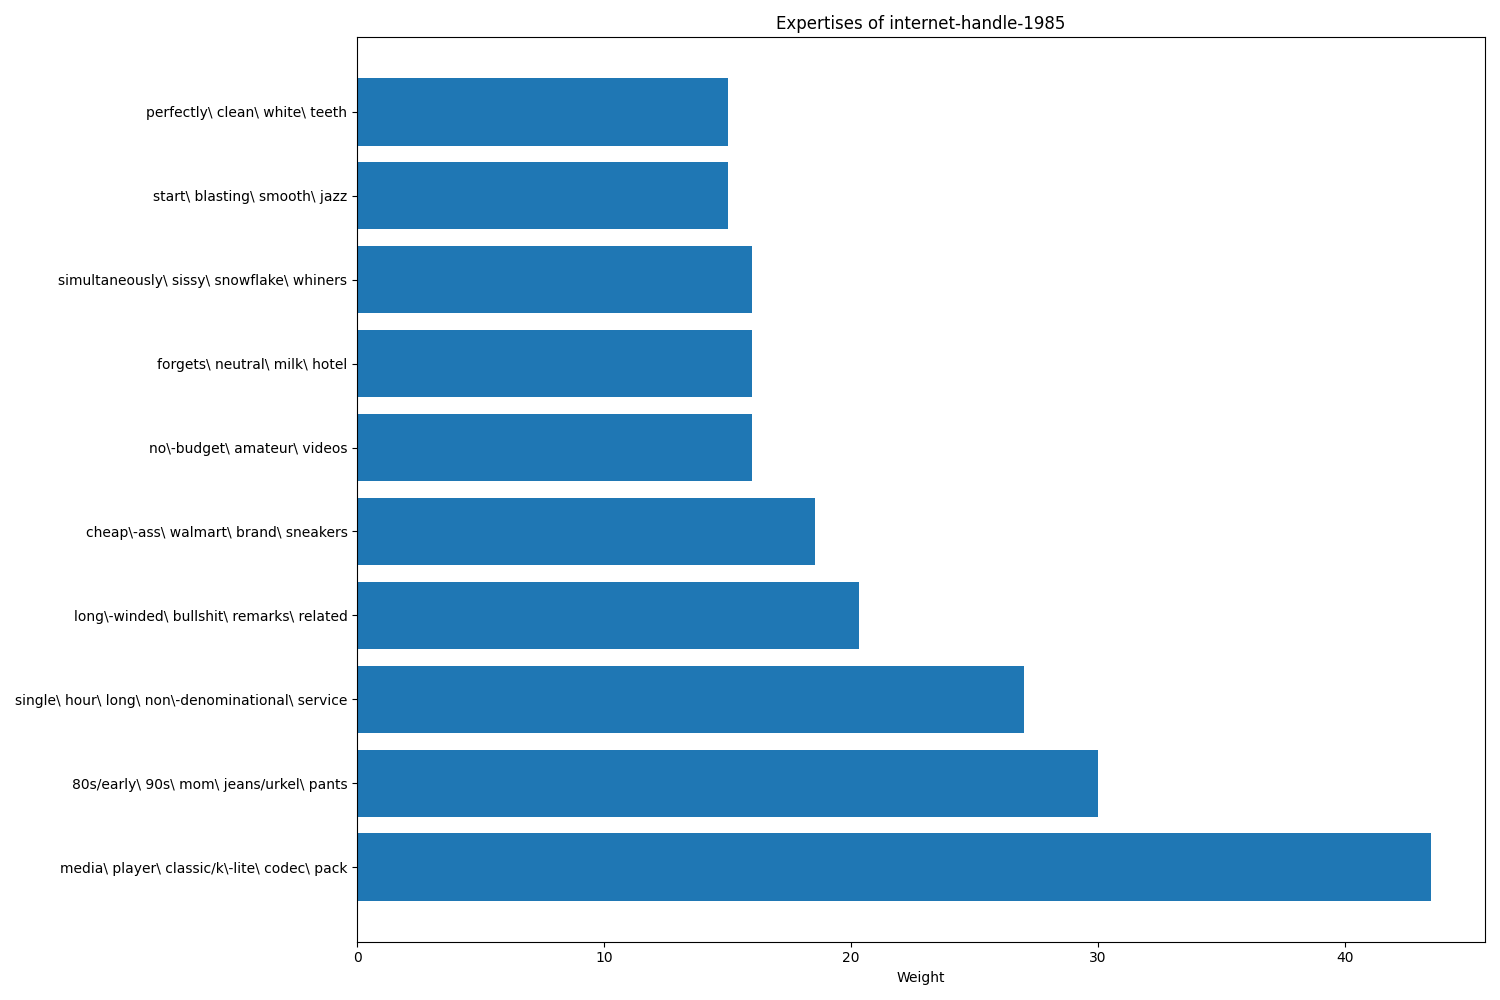 Expertises of internet-handle-1985
perfectly\ clean\ white\ teeth
start\ blasting\ smooth\ jazz
simultaneously\ sissy\ snowflake\ whiners
forgets\ neutral\ milk\ hotel
no\-budget\ amateur\ videos
cheap\-ass\ walmart\ brand\ sneakers
long\-winded\ bullshit\ remarks\ related
single\ hour\ long\ non\-denominational\ service
80s/early\ 90s\ mom\ jeans/urkel\ pants
media\ player\ classic/k\-lite\ codec\ pack
0 10 20 30 40
Weight